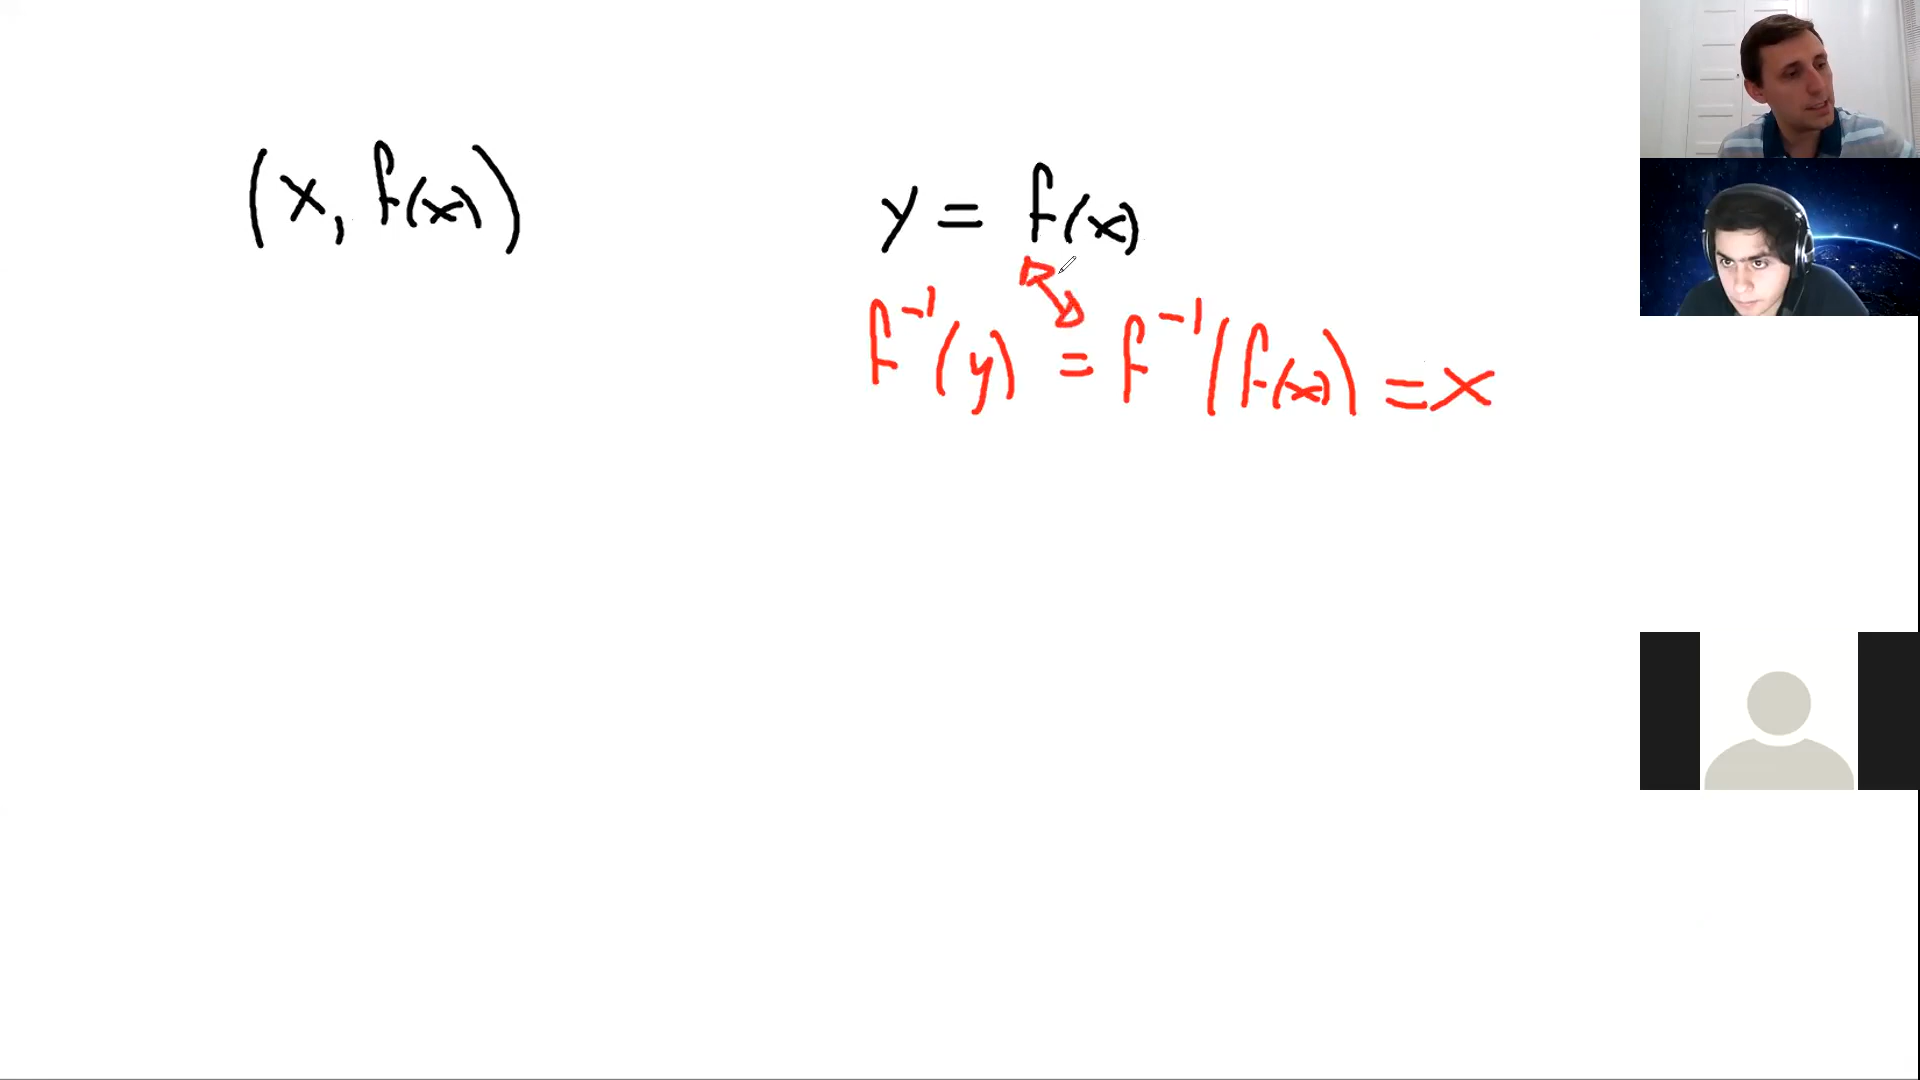 (x, f(x))
y = f(x)
f⁻¹(y) = f⁻¹(f(x)) = x